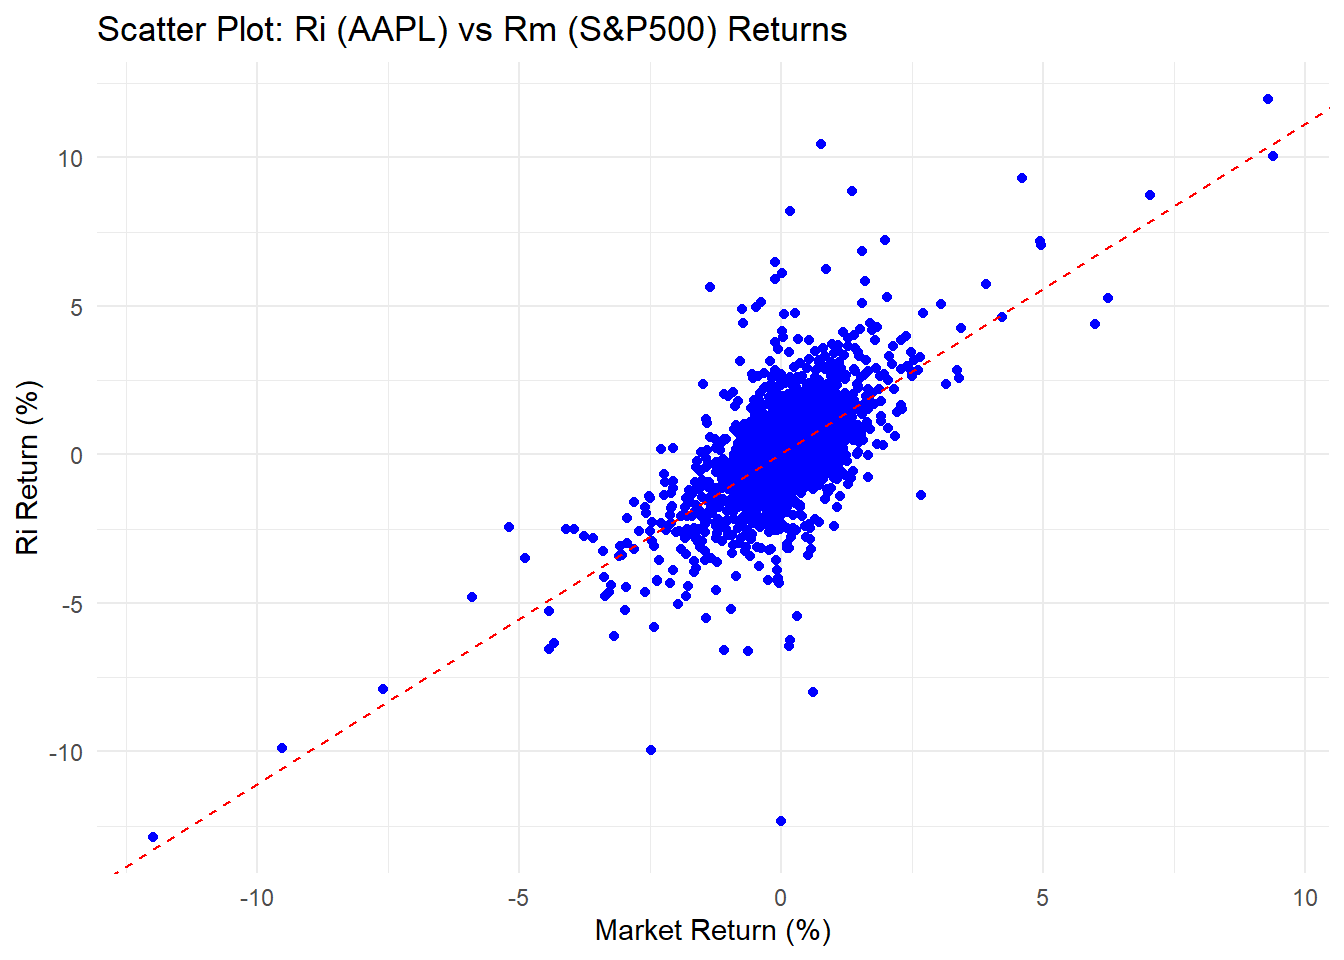 Scatter Plot: Ri (AAPL) vs Rm (S&P500) Returns
10
5
0
-5
-10
Ri Return (%)
-10 -5 0 5 10
Market Return (%)